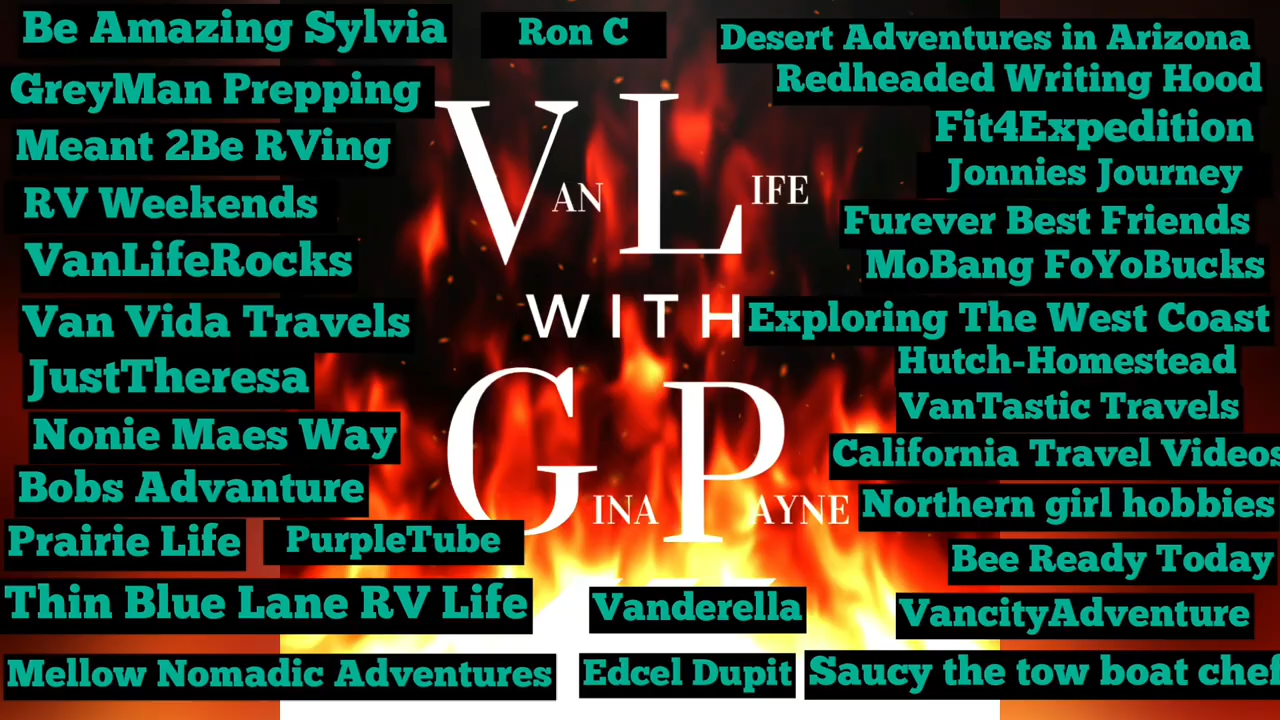 Be Amazing Sylvia
Ron C
Desert Adventures in Arizona
GreyMan Prepping
Redheaded Writing Hood
Meant 2Be RVing
Fit4Expedition
RV Weekends
Jonnies Journey
VanLifeRocks
Furever Best Friends
Van Vida Travels
MoBang FoYoBucks
JustTheresa
Exploring The West Coast
Nonie Maes Way
Hutch-Homestead
Bobs Advanture
VanTastic Travels
Prairie Life
PurpleTube
California Travel Videos
Thin Blue Lane RV Life
Northern girl hobbies
Mellow Nomadic Adventures
Bee Ready Today
Vanderella
VancityAdventure
Edcel Dupit
Saucy the tow boat chef
VAN LIFE
WITH
GINA PAYNE